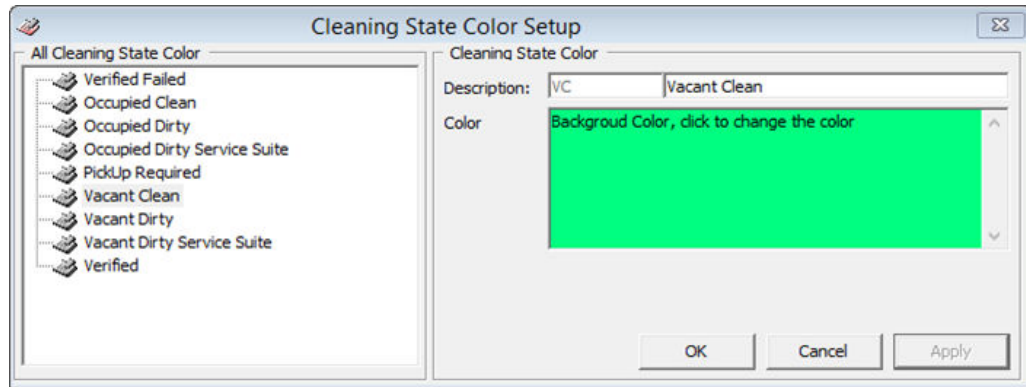 Cleaning State Color Setup
All Cleaning State Color
Verified Failed
Occupied Clean
Occupied Dirty
Occupied Dirty Service Suite
PickUp Required
Vacant Clean
Vacant Dirty
Vacant Dirty Service Suite
Verified
Cleaning State Color
Description: VC Vacant Clean
Color Backgroud Color, click to change the color
OK Cancel Apply